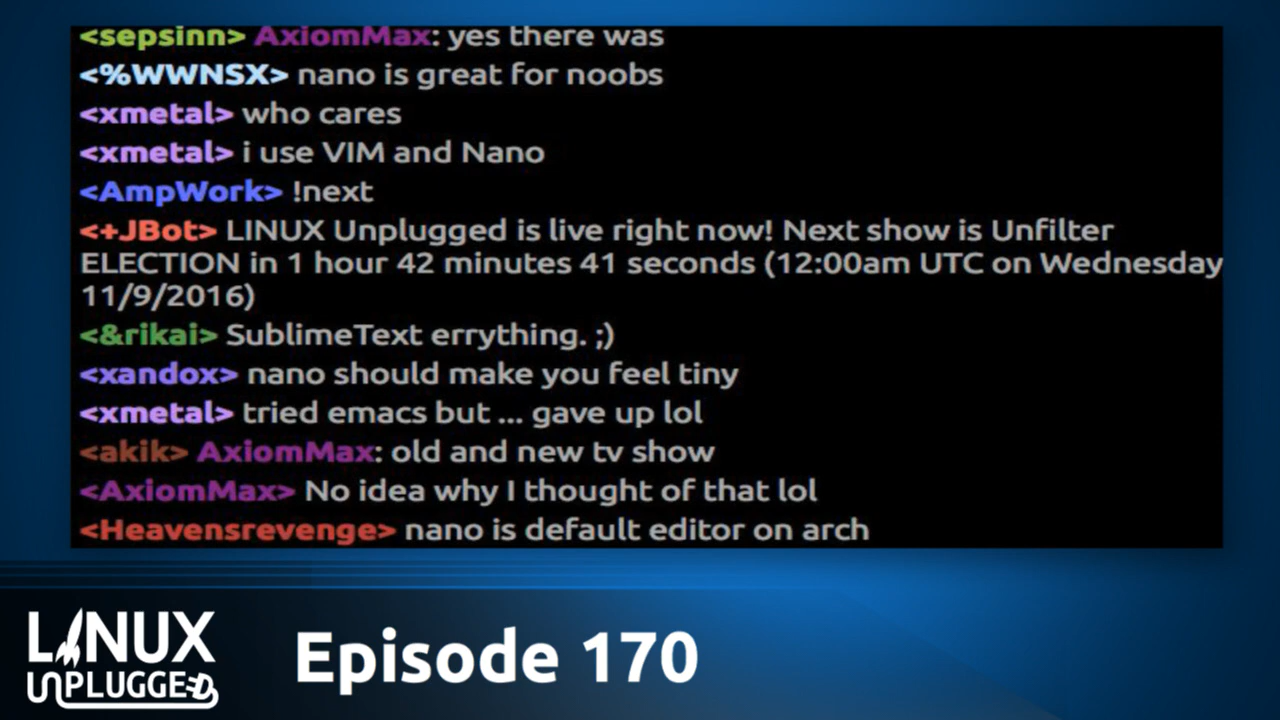 <sepsinn> AxiomMax: yes there was
<%WWNSX> nano is great for noobs
<xmetal> who cares
<xmetal> i use VIM and Nano
<AmpWork> !next
<+JBot> LINUX Unplugged is live right now! Next show is Unfilter
ELECTION in 1 hour 42 minutes 41 seconds (12:00am UTC on Wednesday
11/9/2016)
<&rikai> SublimeText errything. ;)
<xandox> nano should make you feel tiny
<xmetal> tried emacs but ... gave up lol
<akik> AxiomMax: old and new tv show
<AxiomMax> No idea why I thought of that lol
<Heavensrevenge> nano is default editor on arch
LINUX
UNPLUGGED
Episode 170